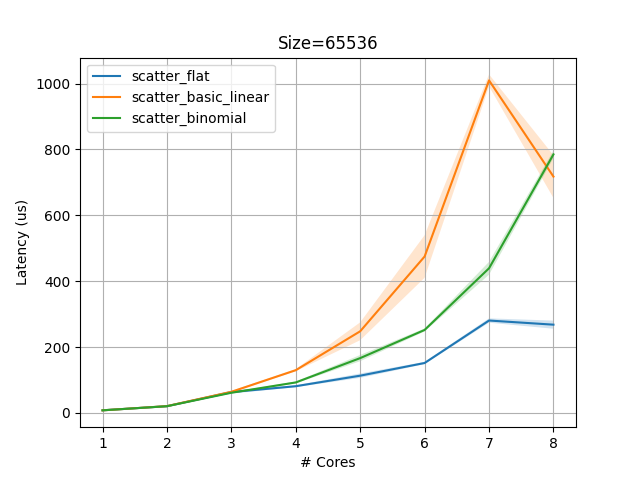 Size=65536
scatter_flat
scatter_basic_linear
scatter_binomial
Latency (us)
1000
800
600
400
200
0
1 2 3 4 5 6 7 8
# Cores